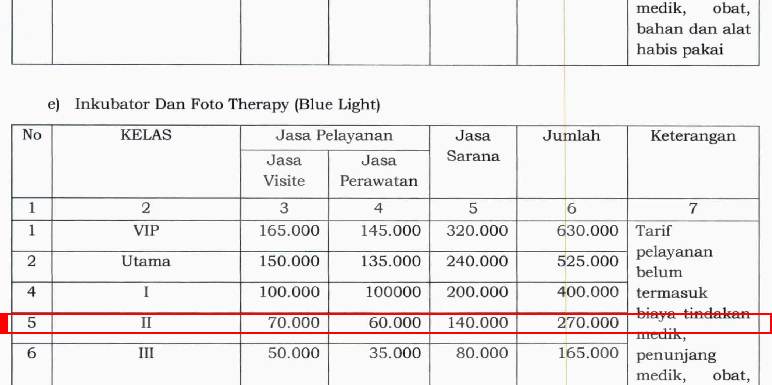 medik, obat,
bahan dan alat
habis pakai
e) Inkubator Dan Foto Therapy (Blue Light)
No KELAS Jasa Pelayanan Jasa Sarana Jumlah Keterangan
Jasa Visite Jasa Perawatan
1 2 3 4 5 6 7
1 VIP 165.000 145.000 320.000 630.000 Tarif
pelayanan
2 Utama 150.000 135.000 240.000 525.000
belum
4 I 100.000 100000 200.000 400.000 termasuk
biaya tindakan
5 II 70.000 60.000 140.000 270.000
medik,
6 III 50.000 35.000 80.000 165.000 penunjang
medik, obat,